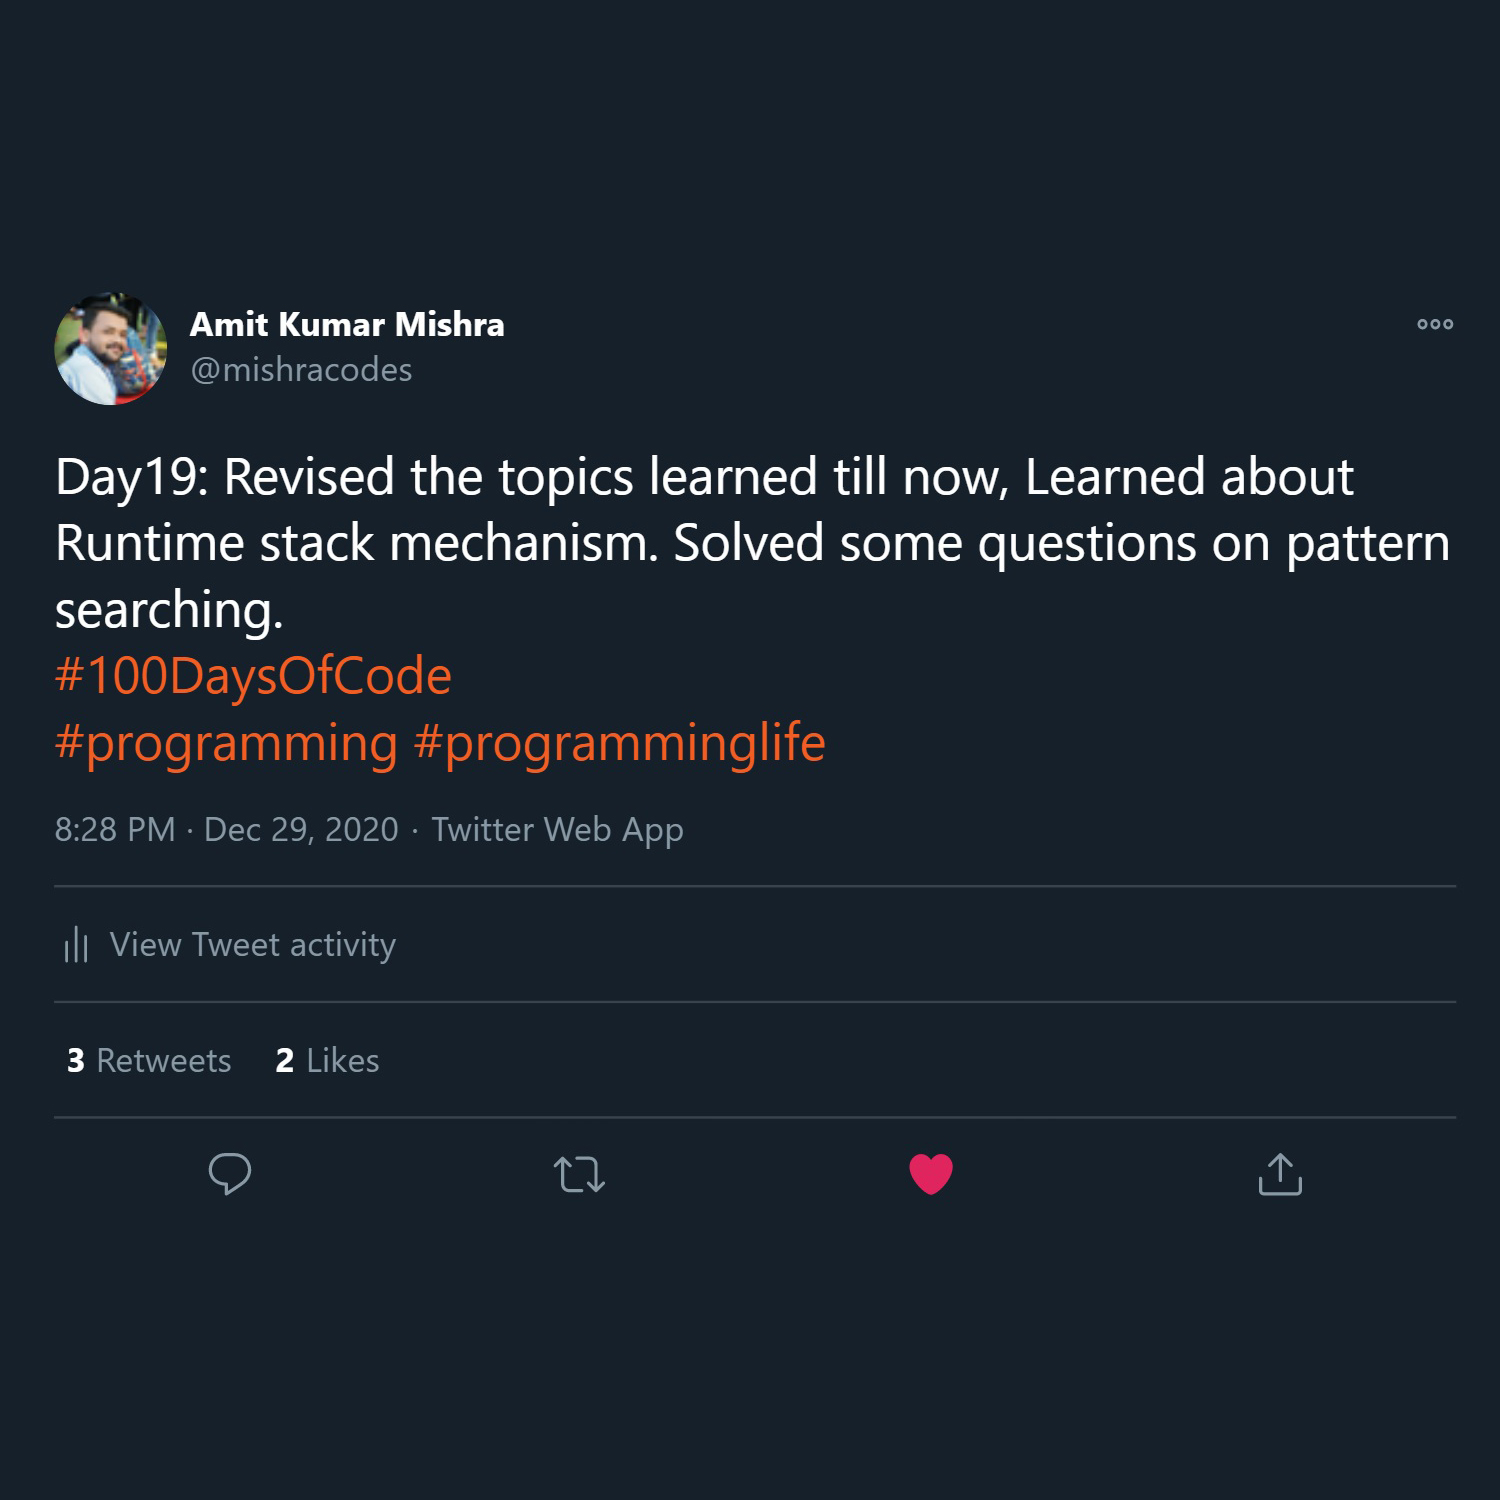 Amit Kumar Mishra
@mishracodes
Day19: Revised the topics learned till now, Learned about
Runtime stack mechanism. Solved some questions on pattern
searching.
#100DaysOfCode
#programming #programminglife
8:28 PM · Dec 29, 2020 · Twitter Web App
View Tweet activity
3 Retweets 2 Likes